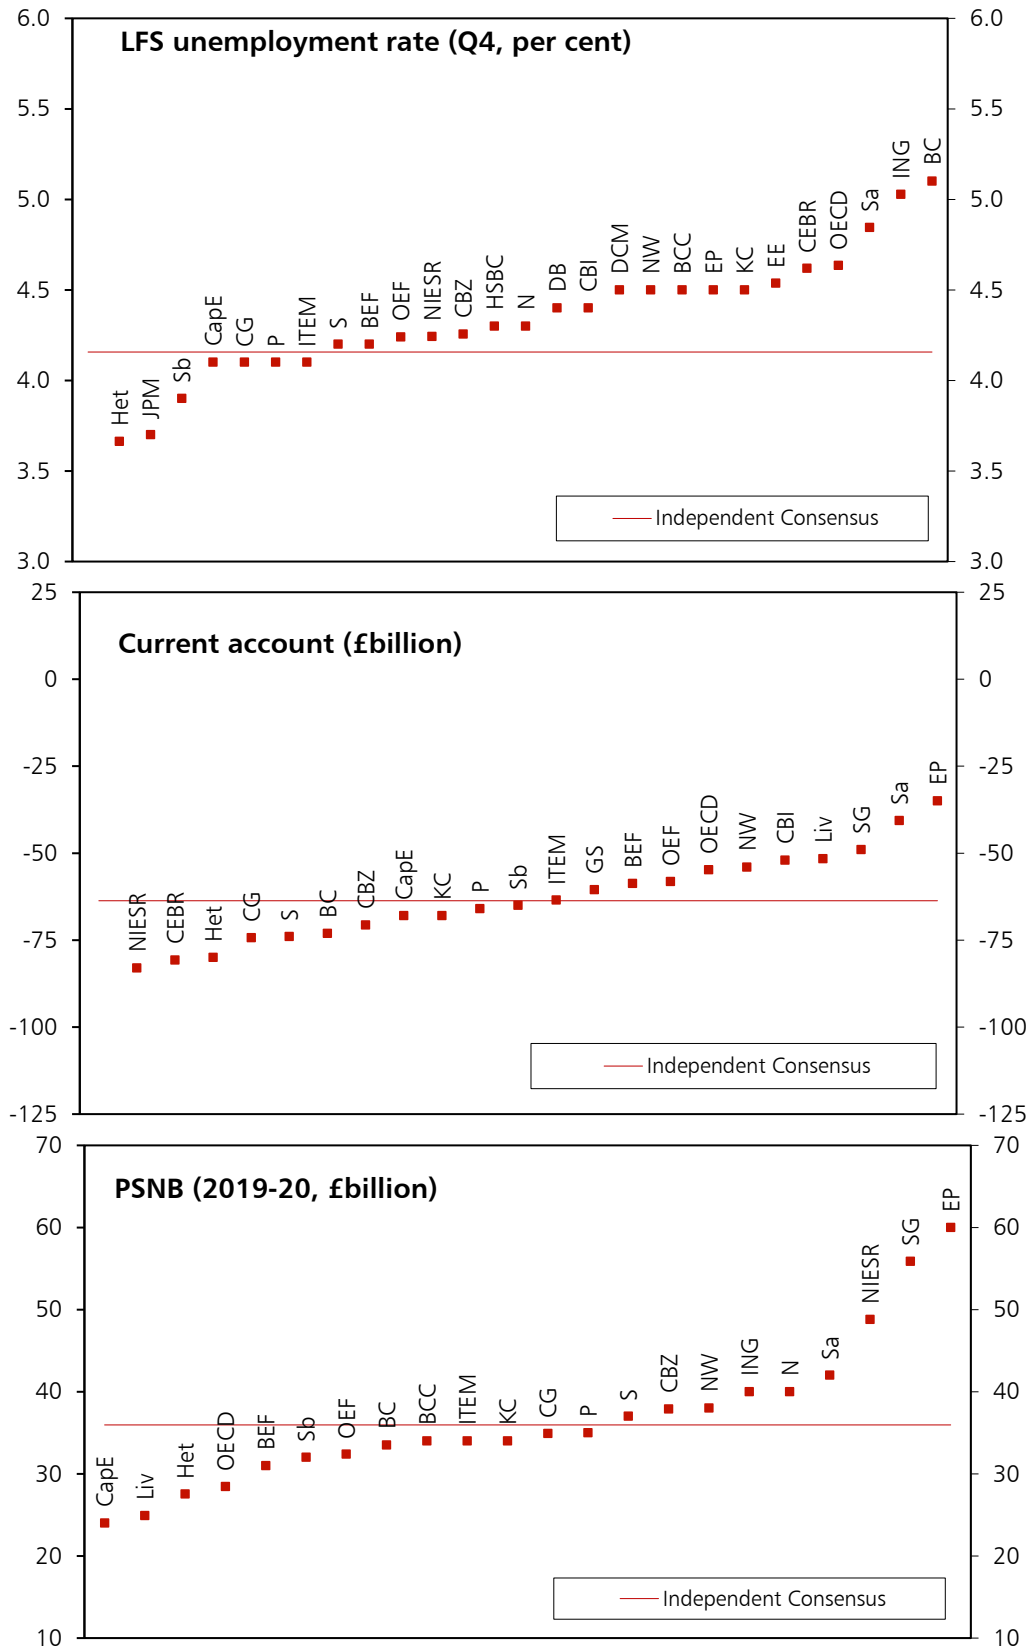 LFS unemployment rate (Q4, per cent)
6.0 6.0
5.5 5.5
5.0 5.0
4.5 4.5
4.0 4.0
3.5 3.5
3.0 3.0
Het JPM Sb CapE CG P ITEM S BEF OEF NIESR CBZ HSBC N DB CBI DCM NW BCC EP KC EE CEBR OECD Sa ING BC
Independent Consensus
Current account (£billion)
25 25
0 0
-25 -25
-50 -50
-75 -75
-100 -100
-125 -125
NIESR CEBR Het CG S BC CBZ CapE KC P Sb ITEM GS BEF OEF OECD NW CBI Liv SG Sa EP
Independent Consensus
PSNB (2019-20, £billion)
70 70
60 60
50 50
40 40
30 30
20 20
10 10
CapE Liv Het OECD BEF Sb OEF BC BCC ITEM KC CG P S CBZ NW ING N Sa NIESR SG EP
Independent Consensus